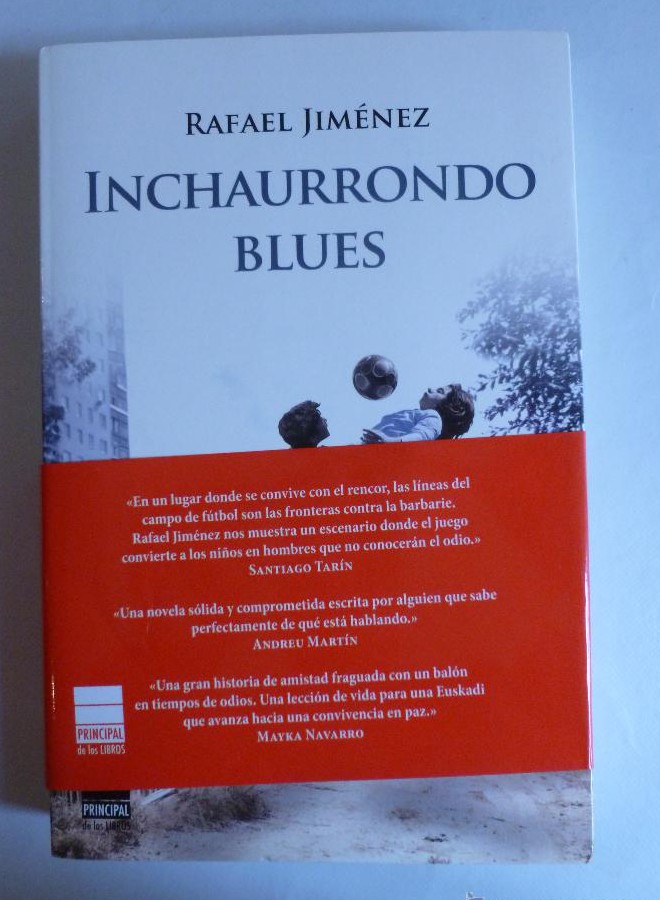 RAFAEL JIMÉNEZ
INCHAURRONDO
BLUES
«En un lugar donde se convive con el rencor, las líneas del
campo de fútbol son las fronteras contra la barbarie.
Rafael Jiménez nos muestra un escenario donde el juego
convierte a los niños en hombres que no conocerán el odio.»
SANTIAGO TARÍN
«Una novela sólida y comprometida escrita por alguien que sabe
perfectamente de qué está hablando.»
ANDREU MARTÍN
«Una gran historia de amistad fraguada con un balón
en tiempos de odios. Una lección de vida para una Euskadi
que avanza hacia una convivencia en paz.»
MAYKA NAVARRO
PRINCIPAL
de los LIBROS
PRINCIPAL
de los LIBROS